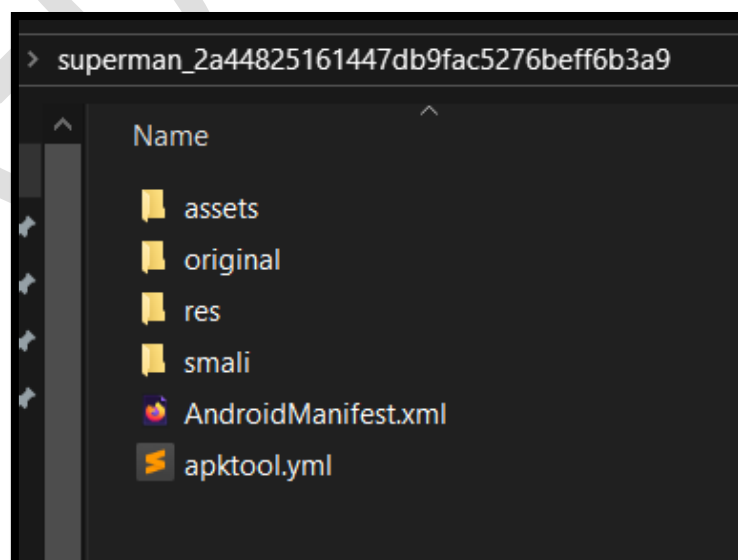 superman_2a44825161447db9fac5276beff6b3a9
Name
assets
original
res
smali
AndroidManifest.xml
apktool.yml